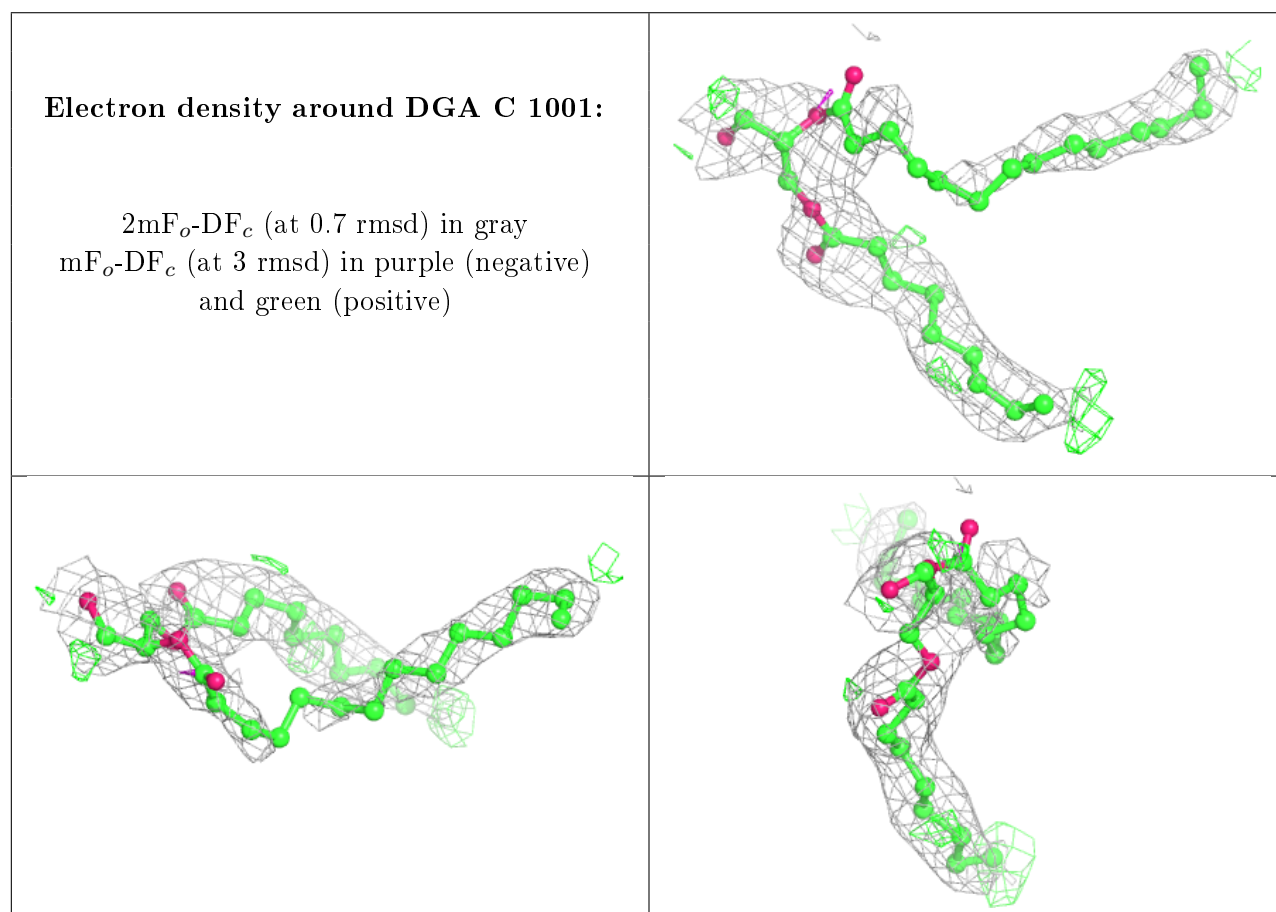 Electron density around DGA C 1001:
2mFo-DFc (at 0.7 rmsd) in gray
mFo-DFc (at 3 rmsd) in purple (negative)
and green (positive)